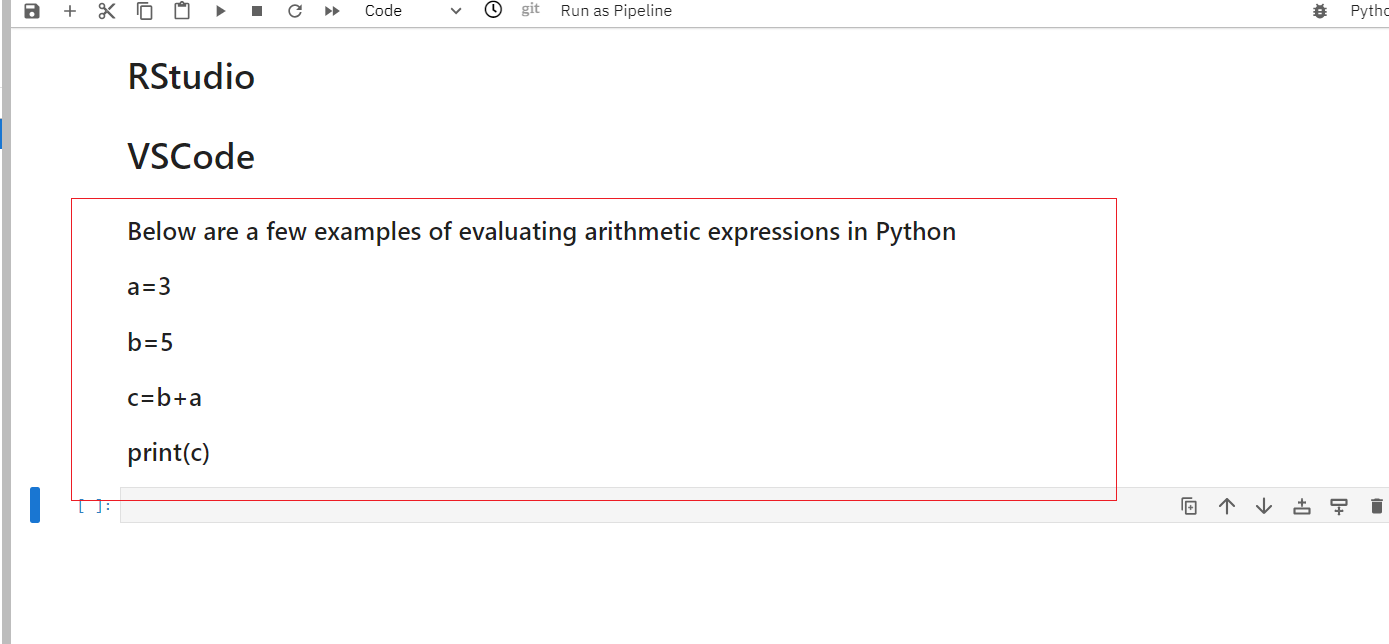 Code git Run as Pipeline Pytho
RStudio
VSCode
Below are a few examples of evaluating arithmetic expressions in Python
a=3
b=5
c=b+a
print(c)
[ ]: